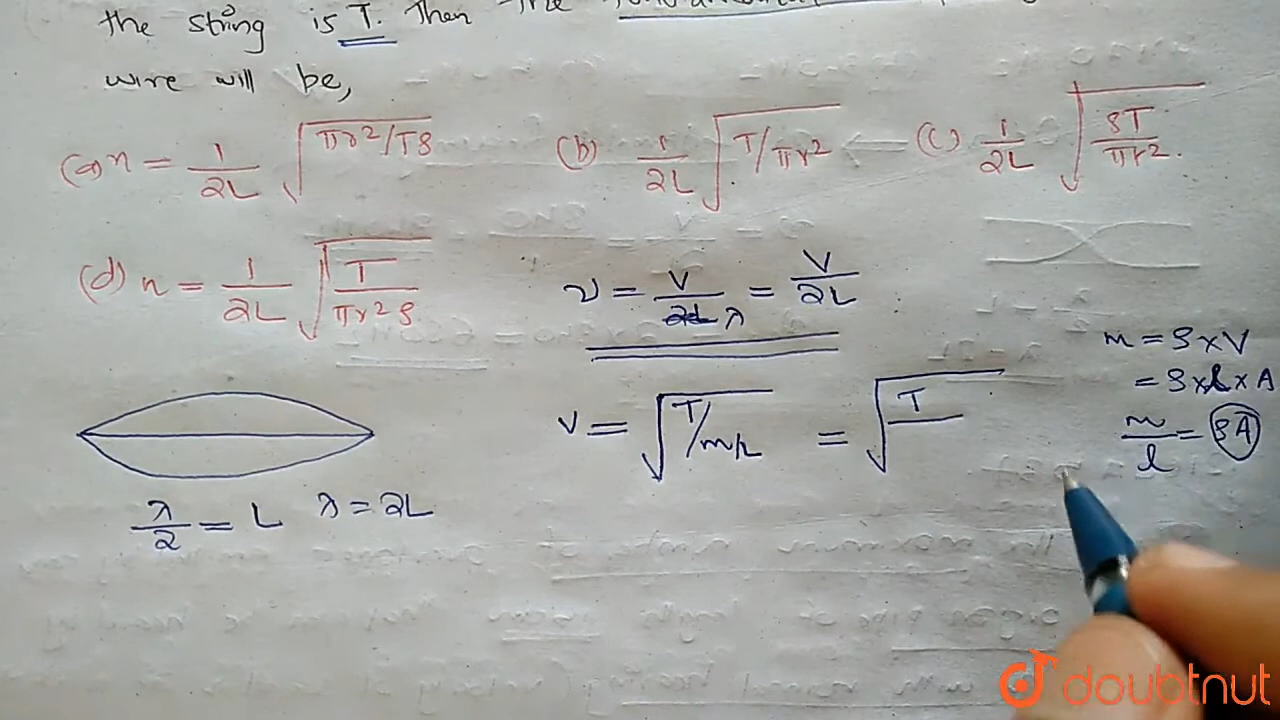 the string is T. Then the
wire will be,
(a) n = 1/2L √πr²/Tρ (b) 1/2L √T/πr² (c) 1/2L √ρT/πr².
(d) n = 1/2L √T/πr²ρ
ν = V/λ = V/2L
m = ρ×V
= ρ×l×A
v = √T/m/l = √T
m/l = ρA
λ/2 = L λ = 2L
doubtnut